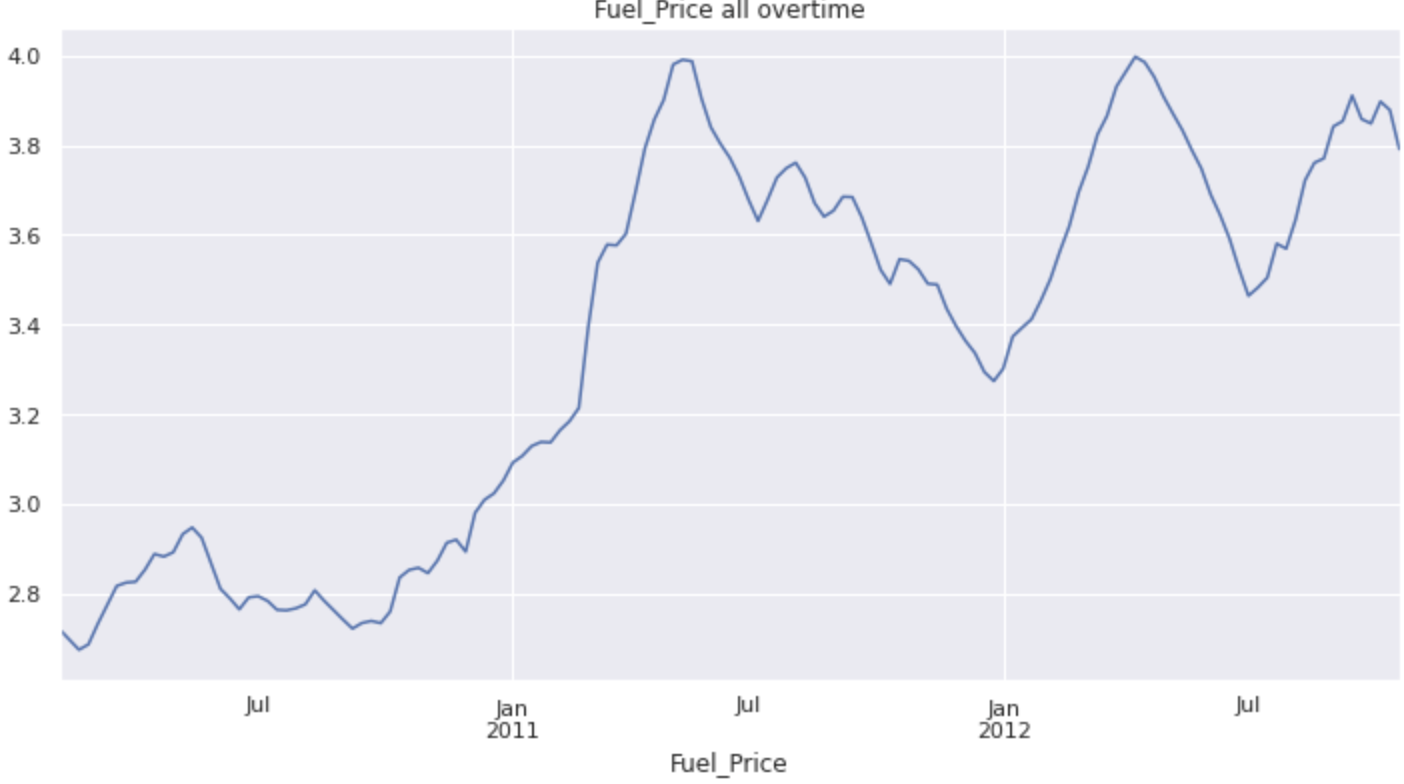 Fuel_Price all overtime
4.0
3.8
3.6
3.4
3.2
3.0
2.8
Jul
Jan
2011
Jul
Jan
2012
Jul
Fuel_Price